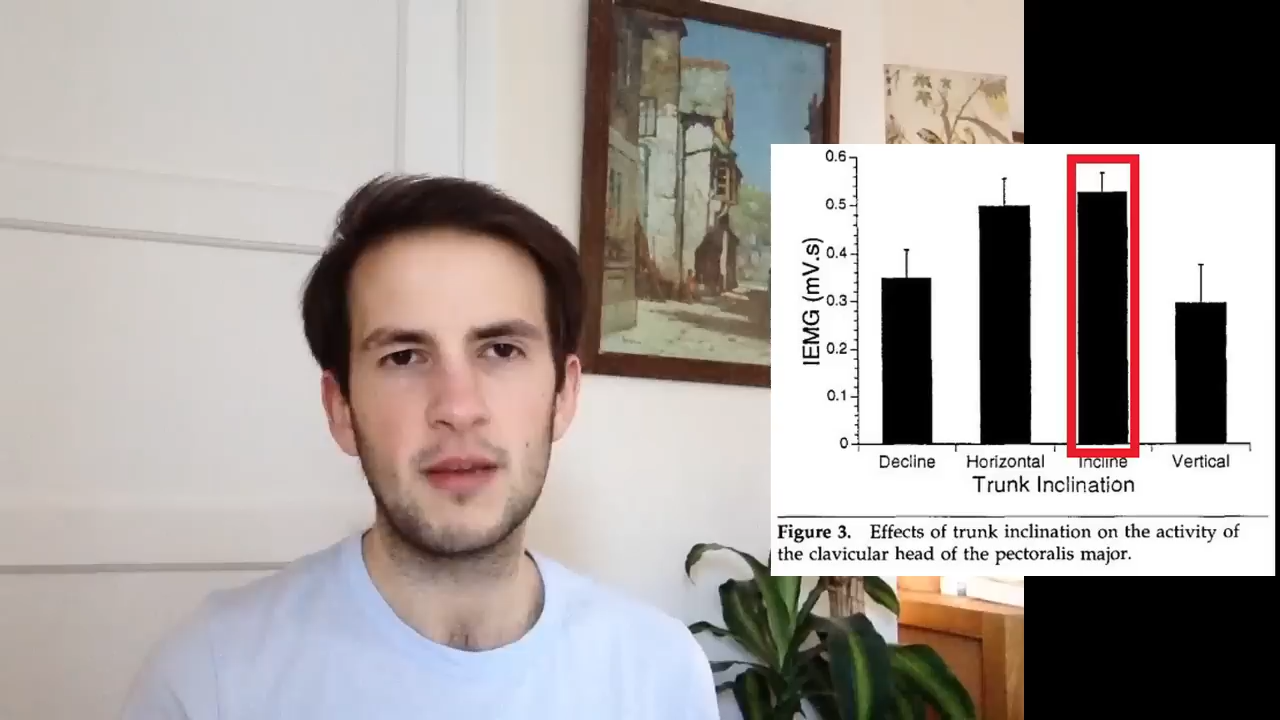 0.6
0.5
0.4
0.3
0.2
0.1
0
IEMG (mV.s)
Decline Horizontal Incline Vertical
Trunk Inclination
Figure 3. Effects of trunk inclination on the activity of
the clavicular head of the pectoralis major.